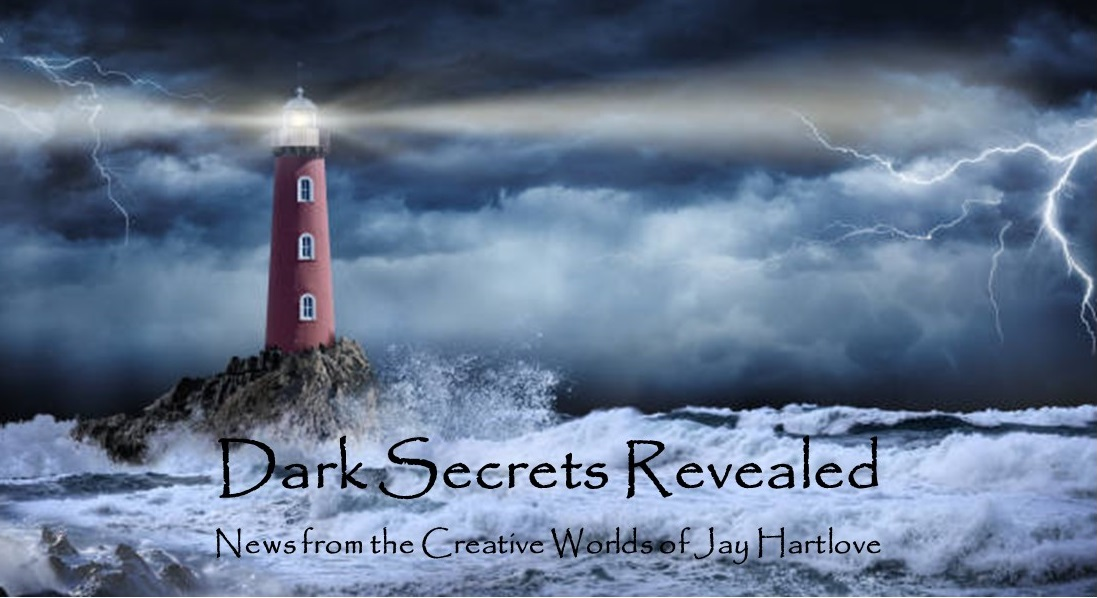 Dark Secrets Revealed
News from the Creative Worlds of Jay Hartlove